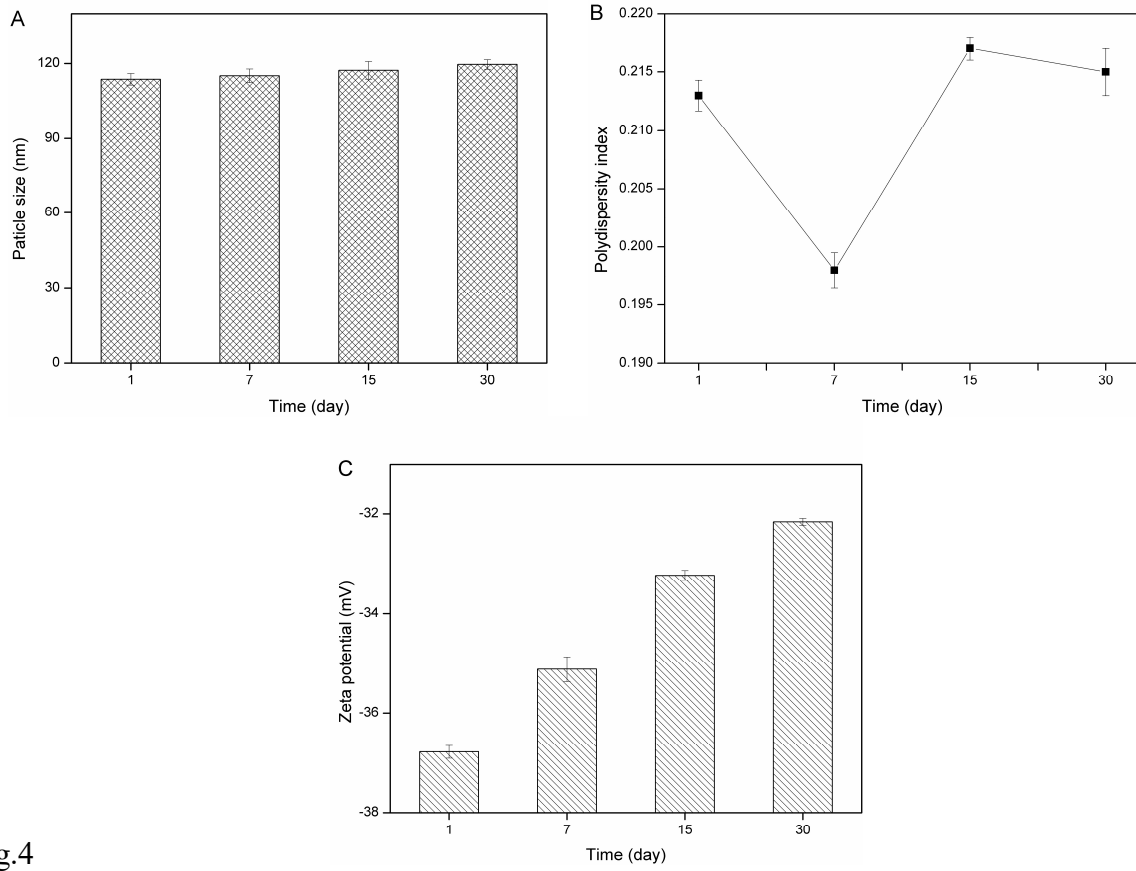 A
Paticle size (nm)
120
90
60
30
0
1 7 15 30
Time (day)
B
Polydispersity index
0.220
0.215
0.210
0.205
0.200
0.195
0.190
1 7 15 30
Time (day)
C
Zeta potential (mV)
-32
-34
-36
-38
1 7 15 30
Time (day)
g.4